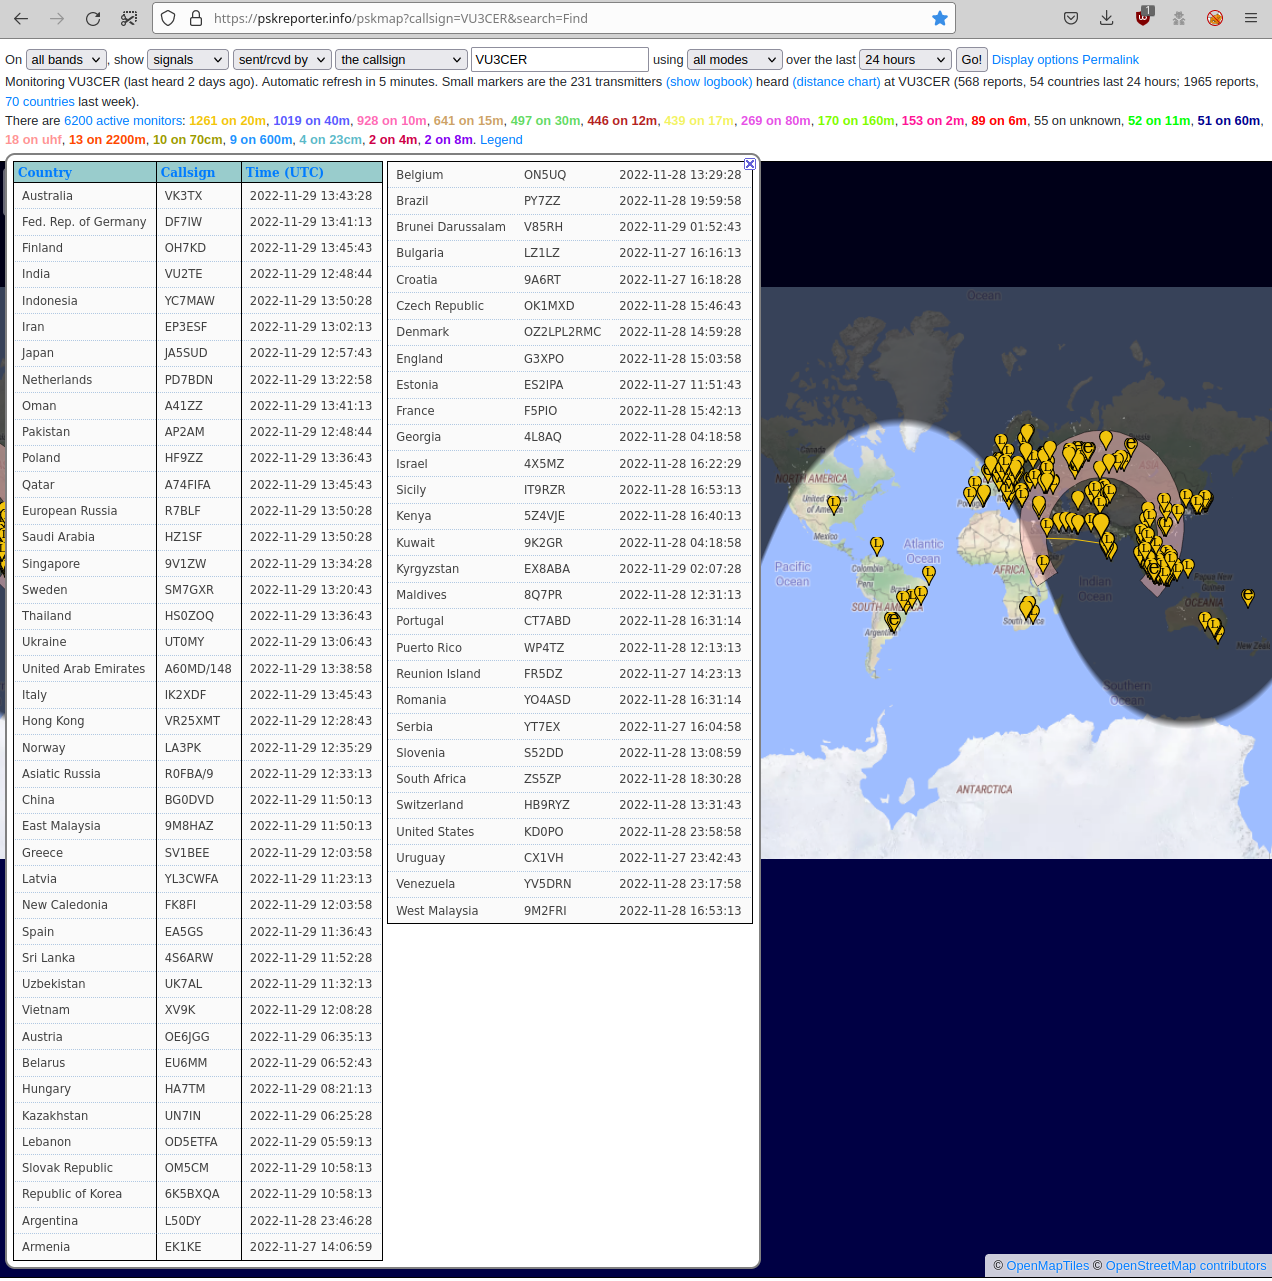 https://pskreporter.info/pskmap?callsign=VU3CER&search=Find
On all bands , show signals sent/rcvd by the callsign VU3CER using all modes over the last 24 hours Go! Display options Permalink
Monitoring VU3CER (last heard 2 days ago). Automatic refresh in 5 minutes. Small markers are the 231 transmitters (show logbook) heard (distance chart) at VU3CER (568 reports, 54 countries last 24 hours; 1965 reports,
70 countries last week).
There are 6200 active monitors: 1261 on 20m, 1019 on 40m, 928 on 10m, 641 on 15m, 497 on 30m, 446 on 12m, 439 on 17m, 269 on 80m, 170 on 160m, 153 on 2m, 89 on 6m, 55 on unknown, 52 on 11m, 51 on 60m,
18 on uhf, 13 on 2200m, 10 on 70cm, 9 on 600m, 4 on 23cm, 2 on 4m, 2 on 8m. Legend
Country Callsign Time (UTC)
Australia VK3TX 2022-11-29 13:43:28
Fed. Rep. of Germany DF7IW 2022-11-29 13:41:13
Finland OH7KD 2022-11-29 13:45:43
India VU2TE 2022-11-29 12:48:44
Indonesia YC7MAW 2022-11-29 13:50:28
Iran EP3ESF 2022-11-29 13:02:13
Japan JA5SUD 2022-11-29 12:57:43
Netherlands PD7BDN 2022-11-29 13:22:58
Oman A41ZZ 2022-11-29 13:41:13
Pakistan AP2AM 2022-11-29 12:48:44
Poland HF9ZZ 2022-11-29 13:36:43
Qatar A74FIFA 2022-11-29 13:45:43
European Russia R7BLF 2022-11-29 13:50:28
Saudi Arabia HZ1SF 2022-11-29 13:50:28
Singapore 9V1ZW 2022-11-29 13:34:28
Sweden SM7GXR 2022-11-29 13:20:43
Thailand HS0ZOQ 2022-11-29 13:36:43
Ukraine UT0MY 2022-11-29 13:06:43
United Arab Emirates A60MD/148 2022-11-29 13:38:58
Italy IK2XDF 2022-11-29 13:45:43
Hong Kong VR25XMT 2022-11-29 12:28:43
Norway LA3PK 2022-11-29 12:35:29
Asiatic Russia R0FBA/9 2022-11-29 12:33:13
China BG0DVD 2022-11-29 11:50:13
East Malaysia 9M8HAZ 2022-11-29 11:50:13
Greece SV1BEE 2022-11-29 12:03:58
Latvia YL3CWFA 2022-11-29 11:23:13
New Caledonia FK8FI 2022-11-29 12:03:58
Spain EA5GS 2022-11-29 11:36:43
Sri Lanka 4S6ARW 2022-11-29 11:52:28
Uzbekistan UK7AL 2022-11-29 11:32:13
Vietnam XV9K 2022-11-29 12:08:28
Austria OE6JGG 2022-11-29 06:35:13
Belarus EU6MM 2022-11-29 06:52:43
Hungary HA7TM 2022-11-29 08:21:13
Kazakhstan UN7IN 2022-11-29 06:25:28
Lebanon OD5ETFA 2022-11-29 05:59:13
Slovak Republic OM5CM 2022-11-29 10:58:13
Republic of Korea 6K5BXQA 2022-11-29 10:58:13
Argentina L50DY 2022-11-28 23:46:28
Armenia EK1KE 2022-11-27 14:06:59
Belgium ON5UQ 2022-11-28 13:29:28
Brazil PY7ZZ 2022-11-28 19:59:58
Brunei Darussalam V85RH 2022-11-29 01:52:43
Bulgaria LZ1LZ 2022-11-27 16:16:13
Croatia 9A6RT 2022-11-27 16:18:28
Czech Republic OK1MXD 2022-11-28 15:46:43
Denmark OZ2LPL2RMC 2022-11-28 14:59:28
England G3XPO 2022-11-28 15:03:58
Estonia ES2IPA 2022-11-27 11:51:43
France F5PIO 2022-11-28 15:42:13
Georgia 4L8AQ 2022-11-28 04:18:58
Israel 4X5MZ 2022-11-28 16:22:29
Sicily IT9RZR 2022-11-28 16:53:13
Kenya 5Z4VJE 2022-11-28 16:40:13
Kuwait 9K2GR 2022-11-28 04:18:58
Kyrgyzstan EX8ABA 2022-11-29 02:07:28
Maldives 8Q7PR 2022-11-28 12:31:13
Portugal CT7ABD 2022-11-28 16:31:14
Puerto Rico WP4TZ 2022-11-28 12:13:13
Reunion Island FR5DZ 2022-11-27 14:23:13
Romania YO4ASD 2022-11-28 16:31:14
Serbia YT7EX 2022-11-27 16:04:58
Slovenia S52DD 2022-11-28 13:08:59
South Africa ZS5ZP 2022-11-28 18:30:28
Switzerland HB9RYZ 2022-11-28 13:31:43
United States KD0PO 2022-11-28 23:58:58
Uruguay CX1VH 2022-11-27 23:42:43
Venezuela YV5DRN 2022-11-28 23:17:58
West Malaysia 9M2FRI 2022-11-28 16:53:13
Ocean
Canada
NORTH AMERICA
Mexico
Atlantic
Ocean
Colombia
Peru
Pacific
Ocean
AFRICA
Indian
Ocean
Papua New
Guinea
OCEANIA
Southern
Ocean
ANTARCTICA
© OpenMapTiles © OpenStreetMap contributors